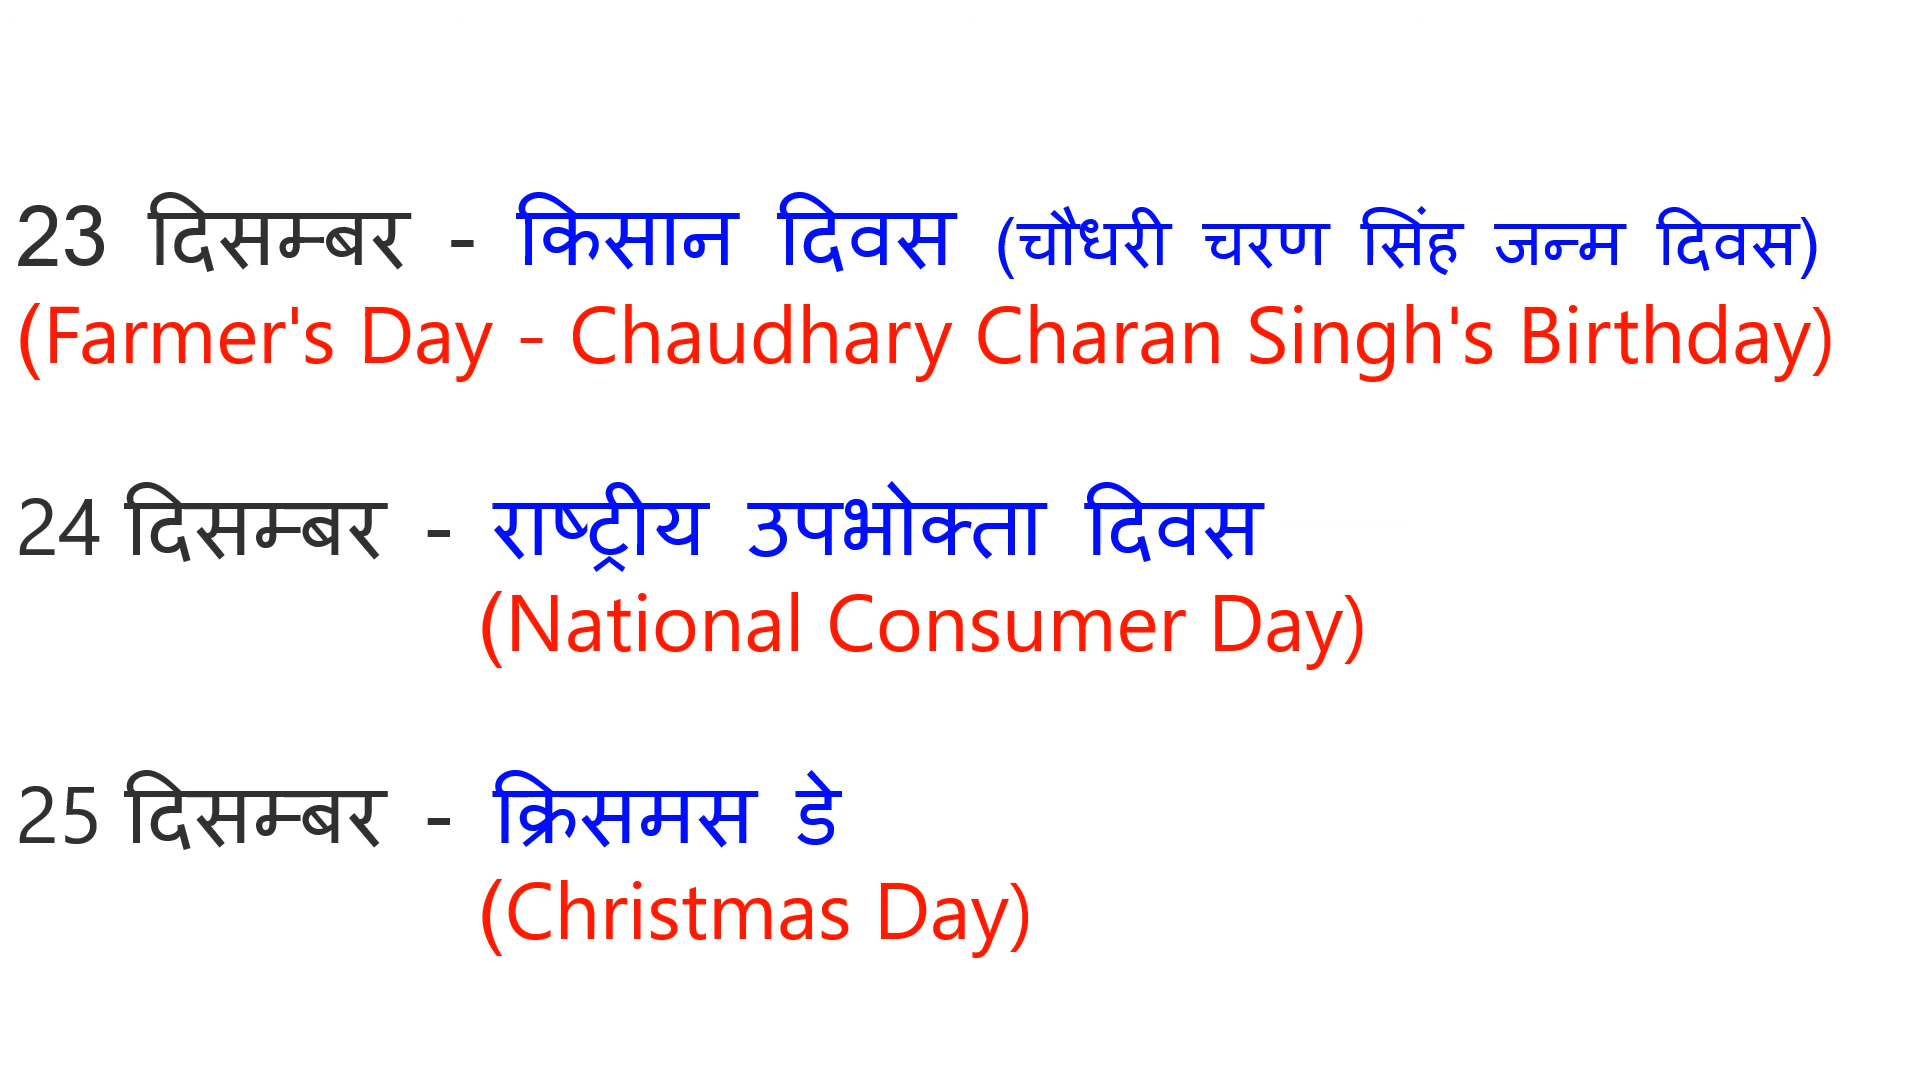 23 दिसम्बर - किसान दिवस (चौधरी चरण सिंह जन्म दिवस)
(Farmer's Day - Chaudhary Charan Singh's Birthday)
24 दिसम्बर - राष्ट्रीय उपभोक्ता दिवस
(National Consumer Day)
25 दिसम्बर - क्रिसमस डे
(Christmas Day)